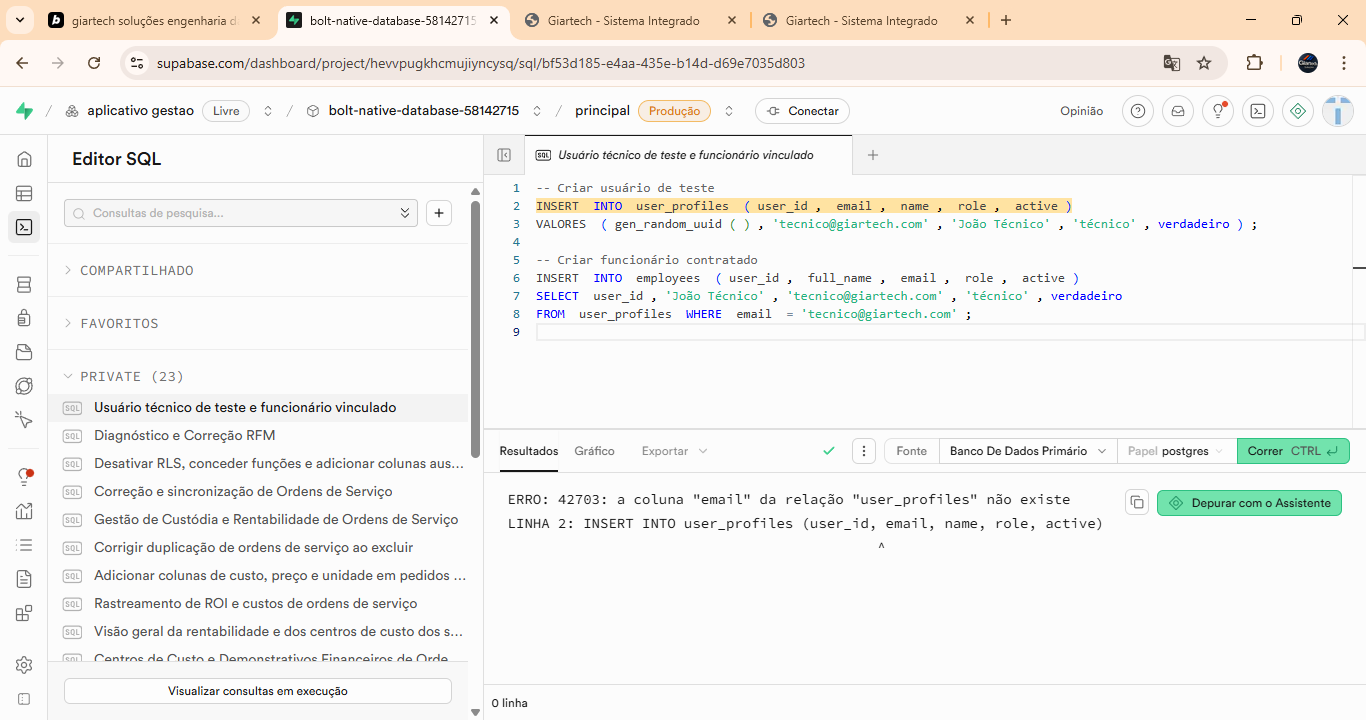 giartech soluções engenharia d
bolt-native-database-58142715
Giartech - Sistema Integrado
Giartech - Sistema Integrado
supabase.com/dashboard/project/hevvpugkhcmujiyncysq/sql/bf53d185-e4aa-435e-b14d-d69e7035d803
/ aplicativo gestao Livre / bolt-native-database-58142715 / principal Produção Conectar Opinião
Editor SQL
Consultas de pesquisa...
COMPARTILHADO
FAVORITOS
PRIVATE (23)
SQL Usuário técnico de teste e funcionário vinculado
SQL Diagnóstico e Correção RFM
SQL Desativar RLS, conceder funções e adicionar colunas aus...
SQL Correção e sincronização de Ordens de Serviço
SQL Gestão de Custódia e Rentabilidade de Ordens de Serviço
SQL Corrigir duplicação de ordens de serviço ao excluir
SQL Adicionar colunas de custo, preço e unidade em pedidos ...
SQL Rastreamento de ROI e custos de ordens de serviço
SQL Visão geral da rentabilidade e dos centros de custo dos s...
SQL Centros de Custo e Demonstrativos Financeiros de Orde...
Visualizar consultas em execução
SQL Usuário técnico de teste e funcionário vinculado
1 -- Criar usuário de teste
2 INSERT INTO user_profiles ( user_id , email , name , role , active )
3 VALORES ( gen_random_uuid ( ) , 'tecnico@giartech.com' , 'João Técnico' , 'técnico' , verdadeiro ) ;
4
5 -- Criar funcionário contratado
6 INSERT INTO employees ( user_id , full_name , email , role , active )
7 SELECT user_id , 'João Técnico' , 'tecnico@giartech.com' , 'técnico' , verdadeiro
8 FROM user_profiles WHERE email = 'tecnico@giartech.com' ;
9
Resultados Gráfico Exportar Fonte Banco De Dados Primário Papel postgres Correr CTRL
ERRO: 42703: a coluna "email" da relação "user_profiles" não existe
LINHA 2: INSERT INTO user_profiles (user_id, email, name, role, active)
^
Depurar com o Assistente
0 linha